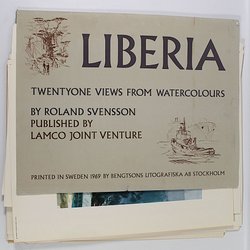 LIBERIA
TWENTYONE VIEWS FROM WATERCOLOURS
BY ROLAND SVENSSON
PUBLISHED BY
LAMCO JOINT VENTURE
PRINTED IN SWEDEN 1969 BY BENGTSONS LITOGRAFISKA AB STOCKHOLM